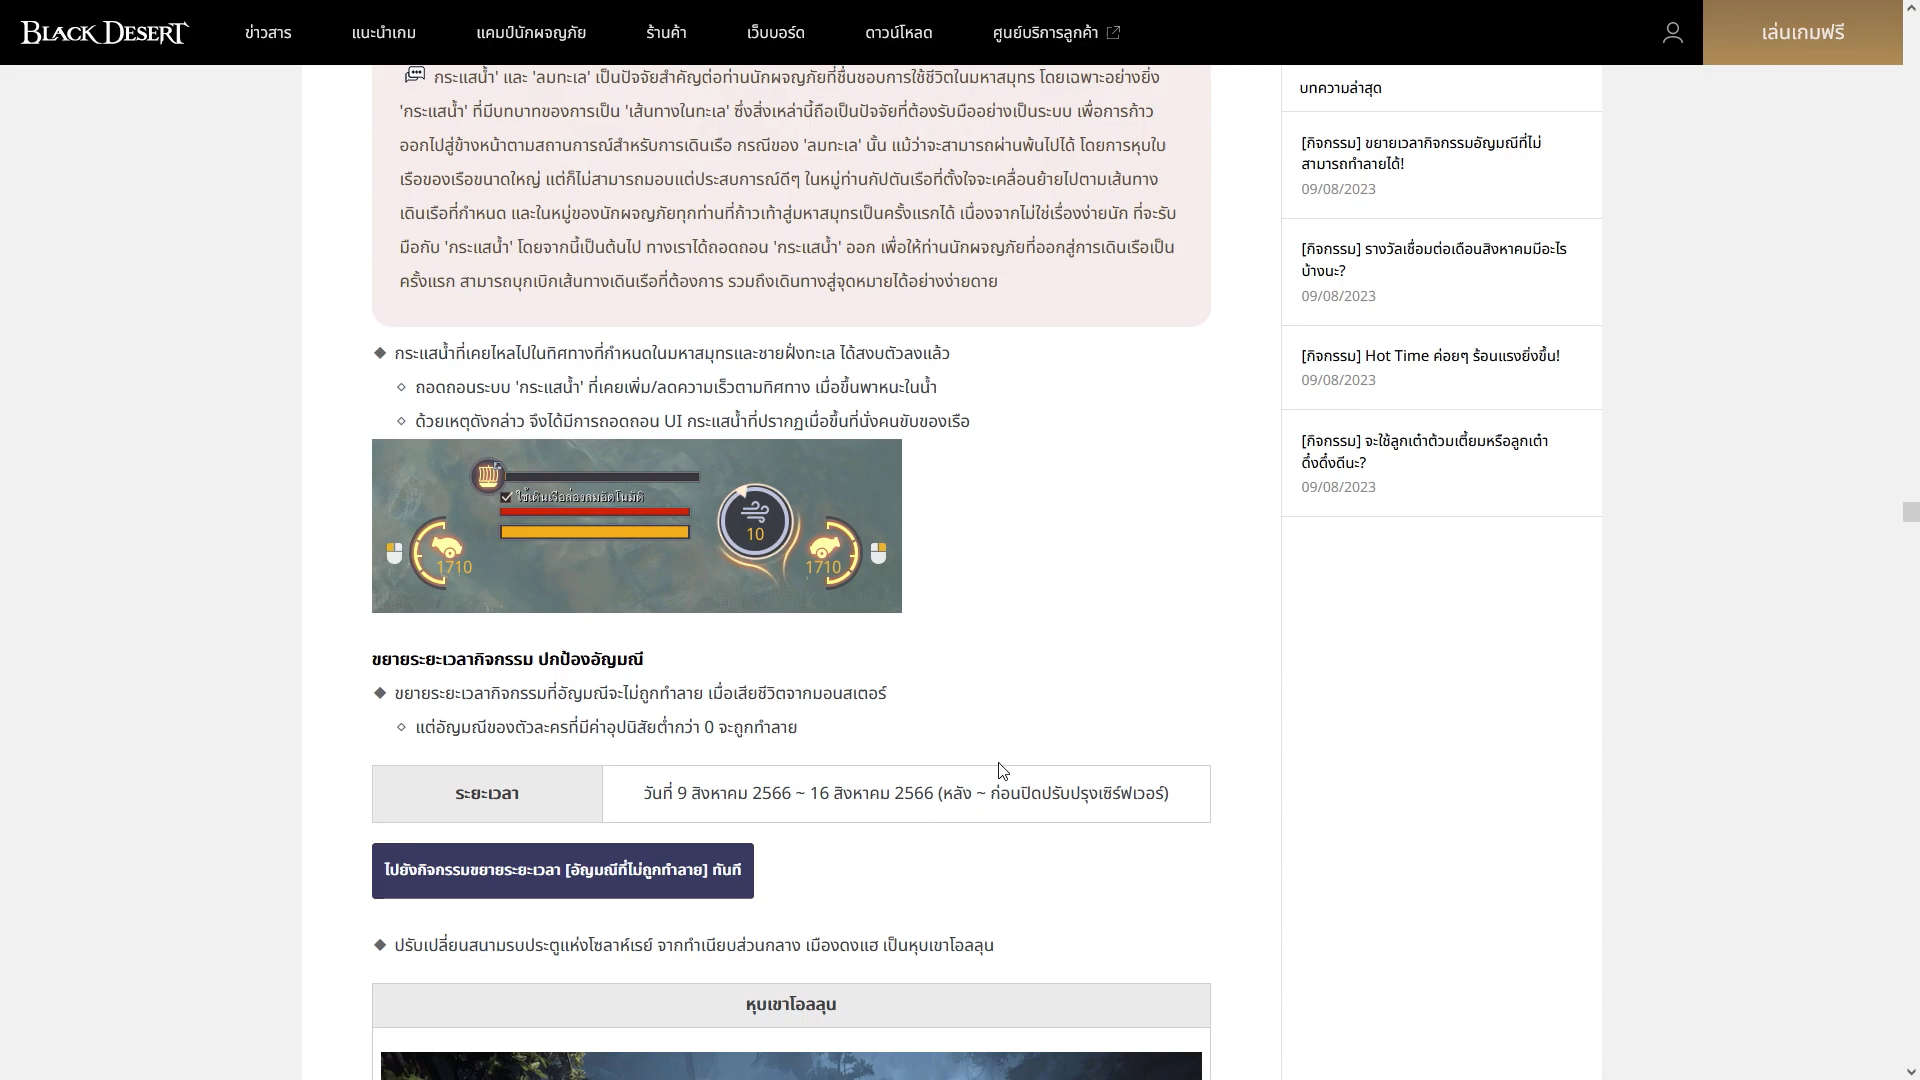 BLACK DESERT
ข่าวสาร
แนะนำเกม
แคมป์นักผจญภัย
ร้านค้า
เว็บบอร์ด
ดาวน์โหลด
ศูนย์บริการลูกค้า
เล่นเกมฟรี
กระแสน้ำ' และ 'ลมทะเล' เป็นปัจจัยสำคัญต่อท่านนักผจญภัยที่ชื่นชอบการใช้ชีวิตในมหาสมุทร โดยเฉพาะอย่างยิ่ง
'กระแสน้ำ' ที่มีบทบาทของการเป็น 'เส้นทางในทะเล' ซึ่งสิ่งเหล่านี้ถือเป็นปัจจัยที่ต้องรับมืออย่างเป็นระบบ เพื่อการก้าว
ออกไปสู่ข้างหน้าตามสถานการณ์สำหรับการเดินเรือ กรณีของ 'ลมทะเล' นั้น แม้ว่าจะสามารถผ่านพ้นไปได้ โดยการหุบใบ
เรือของเรือขนาดใหญ่ แต่ก็ไม่สามารถมอบแต่ประสบการณ์ดีๆ ในหมู่ท่านกัปตันเรือที่ตั้งใจจะเคลื่อนย้ายไปตามเส้นทาง
เดินเรือที่กำหนด และในหมู่ของนักผจญภัยทุกท่านที่ก้าวเท้าสู่มหาสมุทรเป็นครั้งแรกได้ เนื่องจากไม่ใช่เรื่องง่ายนัก ที่จะรับ
มือกับ 'กระแสน้ำ' โดยจากนี้เป็นต้นไป ทางเราได้ถอดถอน 'กระแสน้ำ' ออก เพื่อให้ท่านนักผจญภัยที่ออกสู่การเดินเรือเป็น
ครั้งแรก สามารถบุกเบิกเส้นทางเดินเรือที่ต้องการ รวมถึงเดินทางสู่จุดหมายได้อย่างง่ายดาย
◆ กระแสน้ำที่เคยไหลไปในทิศทางที่กำหนดในมหาสมุทรและชายฝั่งทะเล ได้สงบตัวลงแล้ว
◇ ถอดถอนระบบ 'กระแสน้ำ' ที่เคยเพิ่ม/ลดความเร็วตามทิศทาง เมื่อขึ้นพาหนะในน้ำ
◇ ด้วยเหตุดังกล่าว จึงได้มีการถอดถอน UI กระแสน้ำที่ปรากฏเมื่อขึ้นที่นั่งคนขับของเรือ
ใช้เดินเรือล่องลมอัตโนมัติ
10
1710
1710
ขยายระยะเวลากิจกรรม ปกป้องอัญมณี
◆ ขยายระยะเวลากิจกรรมที่อัญมณีจะไม่ถูกทำลาย เมื่อเสียชีวิตจากมอนสเตอร์
◇ แต่อัญมณีของตัวละครที่มีค่าอุปนิสัยต่ำกว่า 0 จะถูกทำลาย
ระยะเวลา
วันที่ 9 สิงหาคม 2566 ~ 16 สิงหาคม 2566 (หลัง ~ ก่อนปิดปรับปรุงเซิร์ฟเวอร์)
ไปยังกิจกรรมขยายระยะเวลา [อัญมณีที่ไม่ถูกทำลาย] ทันที
◆ ปรับเปลี่ยนสนามรบประตูแห่งโซลาห์เรย์ จากทำเนียบส่วนกลาง เมืองดงแฮ เป็นหุบเขาโอลลุน
หุบเขาโอลลุน
บทความล่าสุด
[กิจกรรม] ขยายเวลากิจกรรมอัญมณีที่ไม่
สามารถทำลายได้!
09/08/2023
[กิจกรรม] รางวัลเชื่อมต่อเดือนสิงหาคมมีอะไร
บ้างนะ?
09/08/2023
[กิจกรรม] Hot Time ค่อยๆ ร้อนแรงยิ่งขึ้น!
09/08/2023
[กิจกรรม] จะใช้ลูกเต๋าต้วมเตี้ยมหรือลูกเต๋า
ดึ๋งดึ๋งดีนะ?
09/08/2023